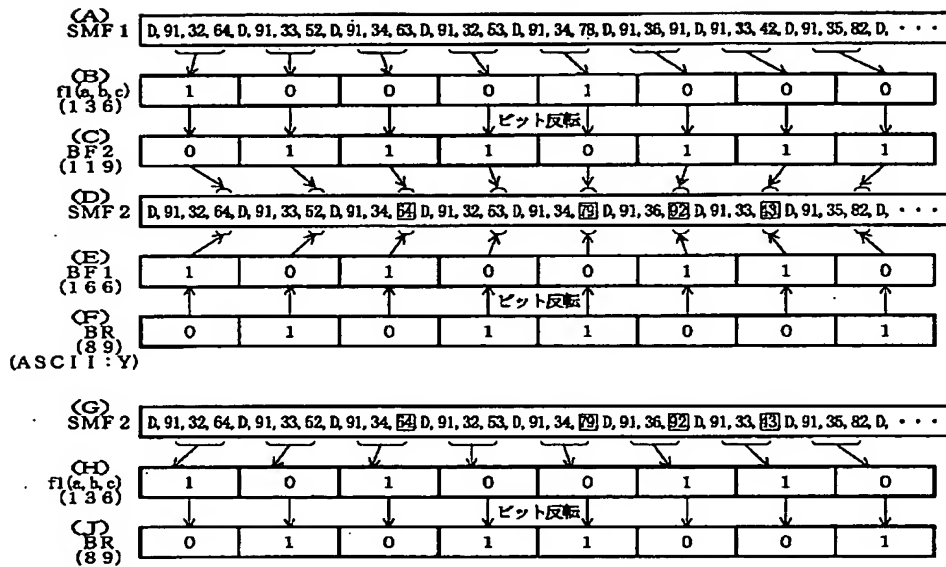 (A)
SMF1 D, 91, 32, 64, D, 91, 33, 52, D, 91, 34, 63, D, 91, 32, 53, D, 91, 34, 78, D, 91, 36, 91, D, 91, 33, 42, D, 91, 35, 82, D, ・・・・
(B)
f1(a, b, c) 1 0 0 0 1 0 0 0
(136)
ビット反転
(C)
BF2 0 1 1 1 0 1 1 1
(119)
(D)
SMF2 D, 91, 32, 64, D, 91, 33, 52, D, 91, 34, 64, D, 91, 32, 53, D, 91, 34, 79, D, 91, 36, 92, D, 91, 33, 43, D, 91, 35, 82, D, ・・・・
(E)
BF1 1 0 1 0 0 1 1 0
(166)
ビット反転
(F)
BR 0 1 0 1 1 0 0 1
(89)
(ASCII:Y)
(G)
SMF2 D, 91, 32, 64, D, 91, 33, 52, D, 91, 34, 64, D, 91, 32, 53, D, 91, 34, 79, D, 91, 36, 92, D, 91, 33, 43, D, 91, 35, 82, D, ・・・・
(H)
f1(a, b, c) 1 0 1 0 0 1 1 0
(136)
ビット反転
(J)
BR 0 1 0 1 1 0 0 1
(89)